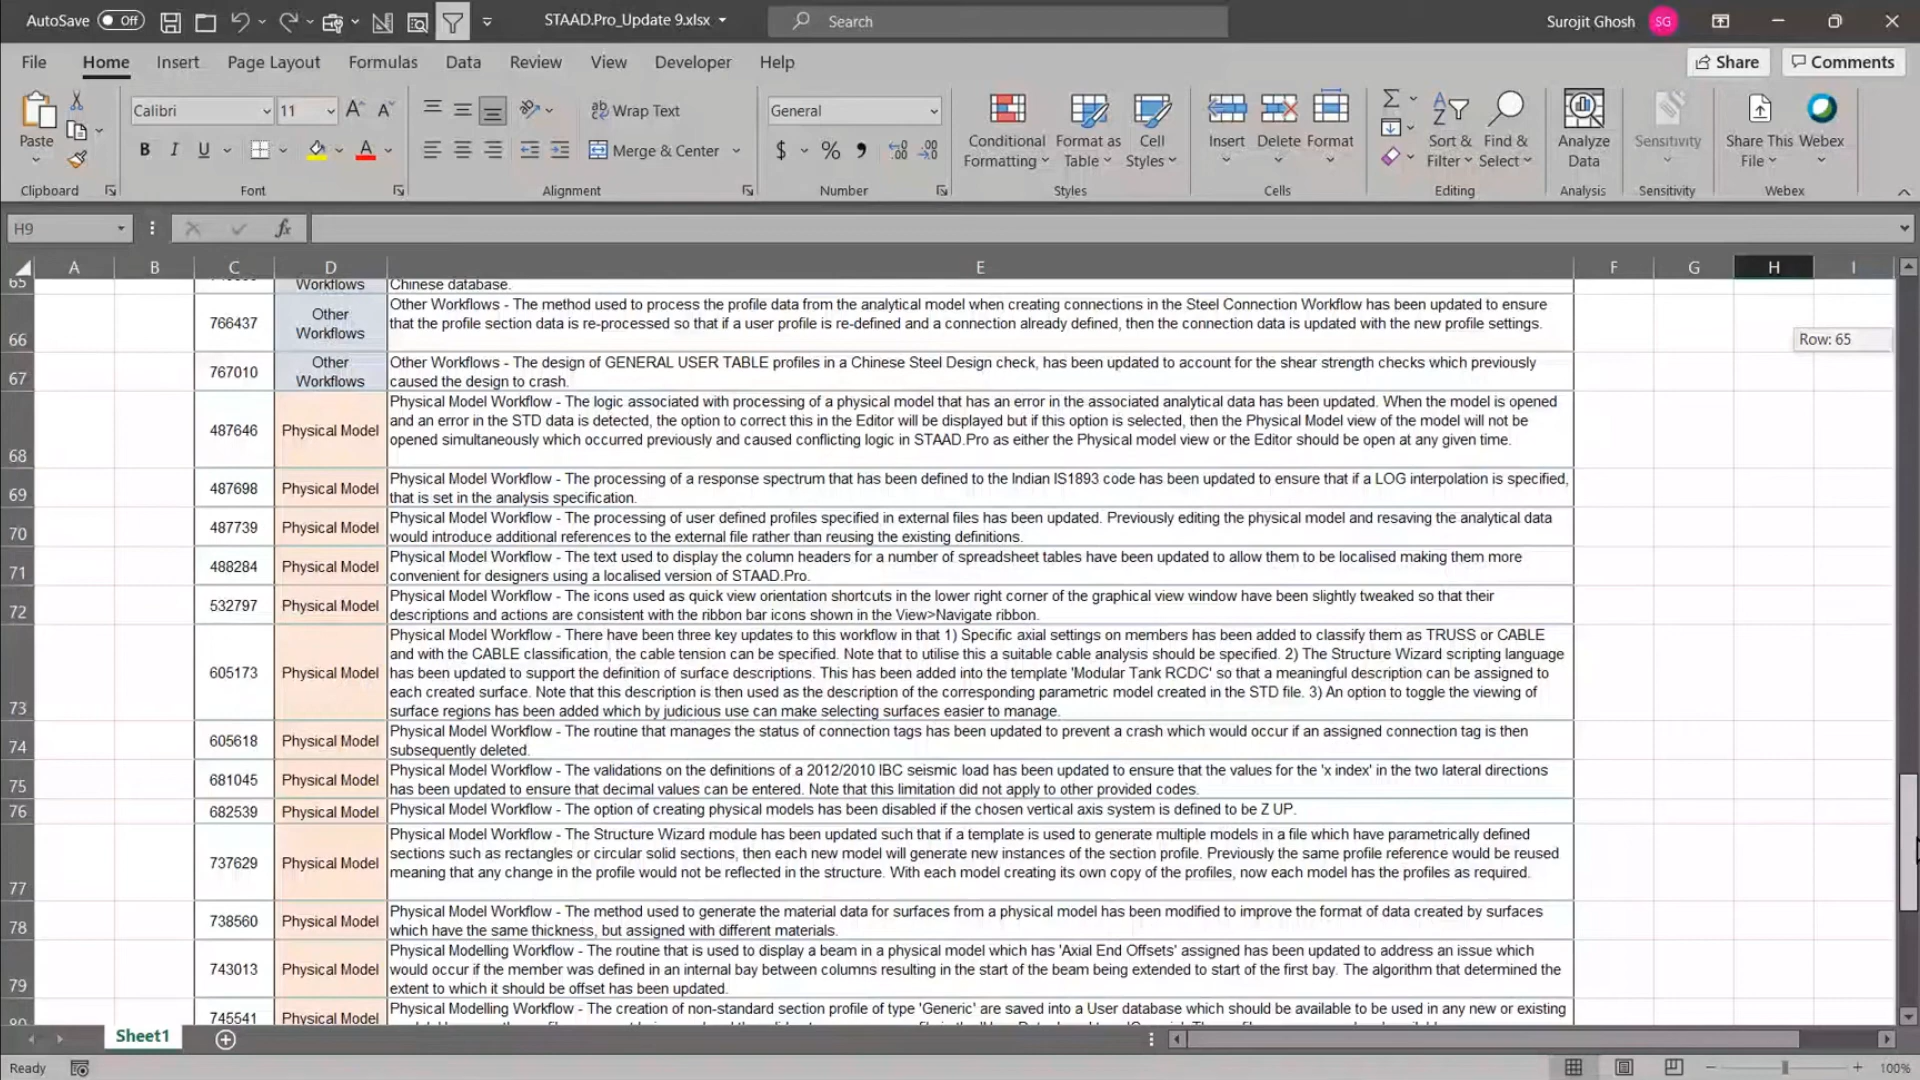 AutoSave Off STAAD.Pro_Update 9.xlsx Search Surojit Ghosh SG
File Home Insert Page Layout Formulas Data Review View Developer Help Share Comments
Calibri 11 Wrap Text General
Paste Merge & Center Conditional Formatting Format as Table Cell Styles Insert Delete Format Sort & Filter Find & Select Analyze Data Sensitivity Share This File Webex
Clipboard Font Alignment Number Styles Cells Editing Analysis Sensitivity Webex
H9 fx
A B C D E F G H I
65 Workflows Chinese database.
66 766437 Other Workflows Other Workflows - The method used to process the profile data from the analytical model when creating connections in the Steel Connection Workflow has been updated to ensure
that the profile section data is re-processed so that if a user profile is re-defined and a connection already defined, then the connection data is updated with the new profile settings.
Row: 65
67 767010 Other Workflows Other Workflows - The design of GENERAL USER TABLE profiles in a Chinese Steel Design check, has been updated to account for the shear strength checks which previously
caused the design to crash.
68 487646 Physical Model Physical Model Workflow - The logic associated with processing of a physical model that has an error in the associated analytical data has been updated. When the model is opened
and an error in the STD data is detected, the option to correct this in the Editor will be displayed but if this option is selected, then the Physical Model view of the model will not be
opened simultaneously which occurred previously and caused conflicting logic in STAAD.Pro as either the Physical model view or the Editor should be open at any given time.
69 487698 Physical Model Physical Model Workflow - The processing of a response spectrum that has been defined to the Indian IS1893 code has been updated to ensure that if a LOG interpolation is specified,
that is set in the analysis specification.
70 487739 Physical Model Physical Model Workflow - The processing of user defined profiles specified in external files has been updated. Previously editing the physical model and resaving the analytical data
would introduce additional references to the external file rather than reusing the existing definitions.
71 488284 Physical Model Physical Model Workflow - The text used to display the column headers for a number of spreadsheet tables have been updated to allow them to be localised making them more
convenient for designers using a localised version of STAAD.Pro.
72 532797 Physical Model Physical Model Workflow - The icons used as quick view orientation shortcuts in the lower right corner of the graphical view window have been slightly tweaked so that their
descriptions and actions are consistent with the ribbon bar icons shown in the View>Navigate ribbon.
73 605173 Physical Model Physical Model Workflow - There have been three key updates to this workflow in that 1) Specific axial settings on members has been added to classify them as TRUSS or CABLE
and with the CABLE classification, the cable tension can be specified. Note that to utilise this a suitable cable analysis should be specified. 2) The Structure Wizard scripting language
has been updated to support the definition of surface descriptions. This has been added into the template 'Modular Tank RCDC' so that a meaningful description can be assigned to
each created surface. Note that this description is then used as the description of the corresponding parametric model created in the STD file. 3) An option to toggle the viewing of
surface regions has been added which by judicious use can make selecting surfaces easier to manage.
74 605618 Physical Model Physical Model Workflow - The routine that manages the status of connection tags has been updated to prevent a crash which would occur if an assigned connection tag is then
subsequently deleted.
75 681045 Physical Model Physical Model Workflow - The validations on the definitions of a 2012/2010 IBC seismic load has been updated to ensure that the values for the 'x index' in the two lateral directions
has been updated to ensure that decimal values can be entered. Note that this limitation did not apply to other provided codes.
76 682539 Physical Model Physical Model Workflow - The option of creating physical models has been disabled if the chosen vertical axis system is defined to be Z UP.
77 737629 Physical Model Physical Model Workflow - The Structure Wizard module has been updated such that if a template is used to generate multiple models in a file which have parametrically defined
sections such as rectangles or circular solid sections, then each new model will generate new instances of the section profile. Previously the same profile reference would be reused
meaning that any change in the profile would not be reflected in the structure. With each model creating its own copy of the profiles, now each model has the profiles as required.
78 738560 Physical Model Physical Model Workflow - The method used to generate the material data for surfaces from a physical model has been modified to improve the format of data created by surfaces
which have the same thickness, but assigned with different materials.
79 743013 Physical Model Physical Modelling Workflow - The routine that is used to display a beam in a physical model which has 'Axial End Offsets' assigned has been updated to address an issue which
would occur if the member was defined in an internal bay between columns resulting in the start of the beam being extended to start of the first bay. The algorithm that determined the
extent to which it should be offset has been updated.
80 745541 Physical Model Physical Modelling Workflow - The creation of non-standard section profile of type 'Generic' are saved into a User database which should be available to be used in any new or existing
Sheet1
Ready 100%